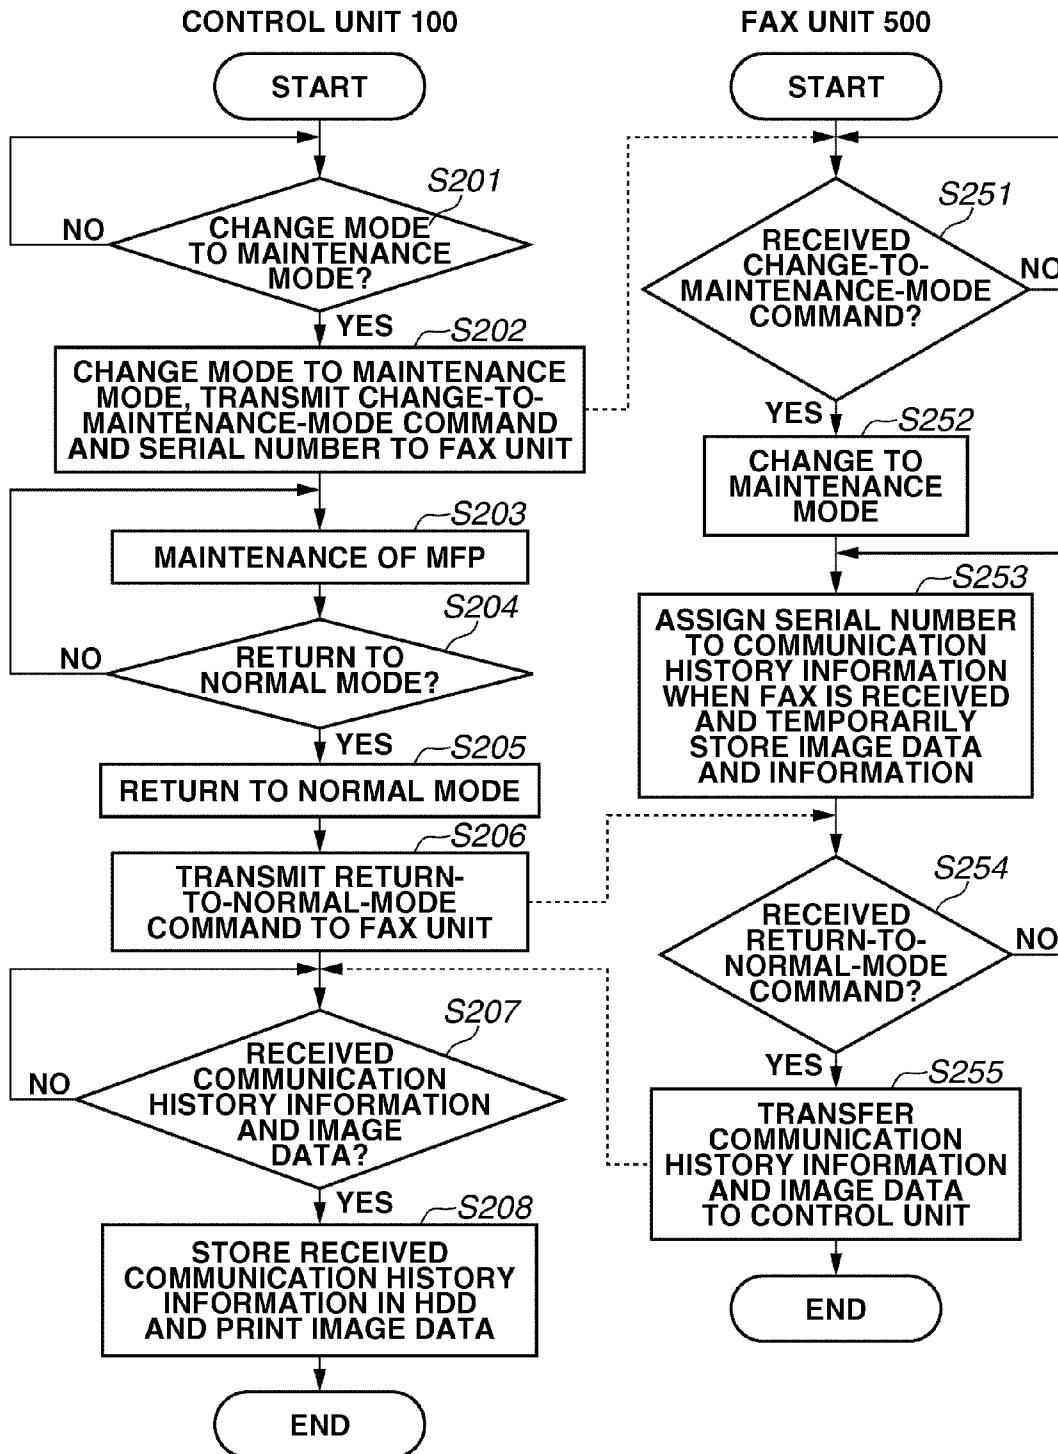 CONTROL UNIT 100
START
S201
CHANGE MODE
TO MAINTENANCE
MODE?
NO
YES
S202
CHANGE MODE TO MAINTENANCE
MODE, TRANSMIT CHANGE-TO-
MAINTENANCE-MODE COMMAND
AND SERIAL NUMBER TO FAX UNIT
S203
MAINTENANCE OF MFP
S204
RETURN TO
NORMAL MODE?
NO
YES
S205
RETURN TO NORMAL MODE
S206
TRANSMIT RETURN-
TO-NORMAL-MODE
COMMAND TO FAX UNIT
S207
RECEIVED
COMMUNICATION
HISTORY INFORMATION
AND IMAGE
DATA?
NO
YES
S208
STORE RECEIVED
COMMUNICATION HISTORY
INFORMATION IN HDD
AND PRINT IMAGE DATA
END
FAX UNIT 500
START
S251
RECEIVED
CHANGE-TO-
MAINTENANCE-MODE
COMMAND?
NO
YES
S252
CHANGE TO
MAINTENANCE
MODE
S253
ASSIGN SERIAL NUMBER
TO COMMUNICATION
HISTORY INFORMATION
WHEN FAX IS RECEIVED
AND TEMPORARILY
STORE IMAGE DATA
AND INFORMATION
S254
RECEIVED
RETURN-TO-
NORMAL-MODE
COMMAND?
NO
YES
S255
TRANSFER
COMMUNICATION
HISTORY INFORMATION
AND IMAGE DATA
TO CONTROL UNIT
END